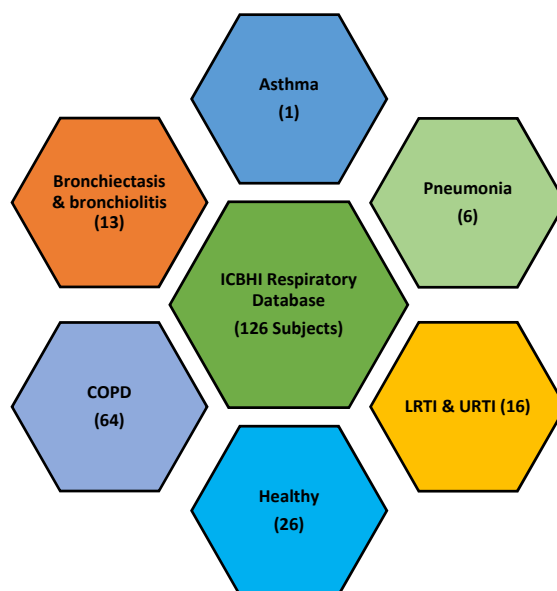 Asthma
(1)
Bronchiectasis
& bronchiolitis
(13)
Pneumonia
(6)
ICBHI Respiratory
Database
(126 Subjects)
COPD
(64)
LRTI & URTI (16)
Healthy
(26)